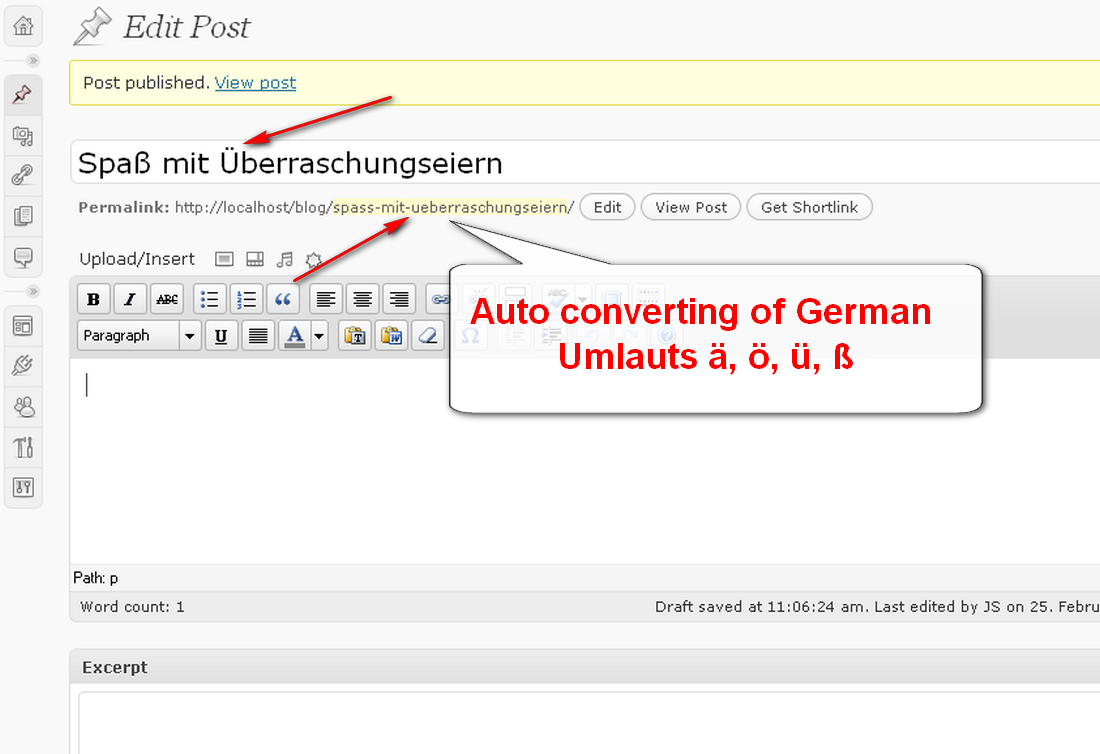 Edit Post
Post published. View post
Spaß mit Überraschungseiern
Permalink: http://localhost/blog/spass-mit-ueberraschungseiern/ Edit View Post Get Shortlink
Upload/Insert
B I ABC
Paragraph U A
Auto converting of German
Umlauts ä, ö, ü, ß
Path: p
Word count: 1 Draft saved at 11:06:24 am. Last edited by JS on 25. Febru
Excerpt